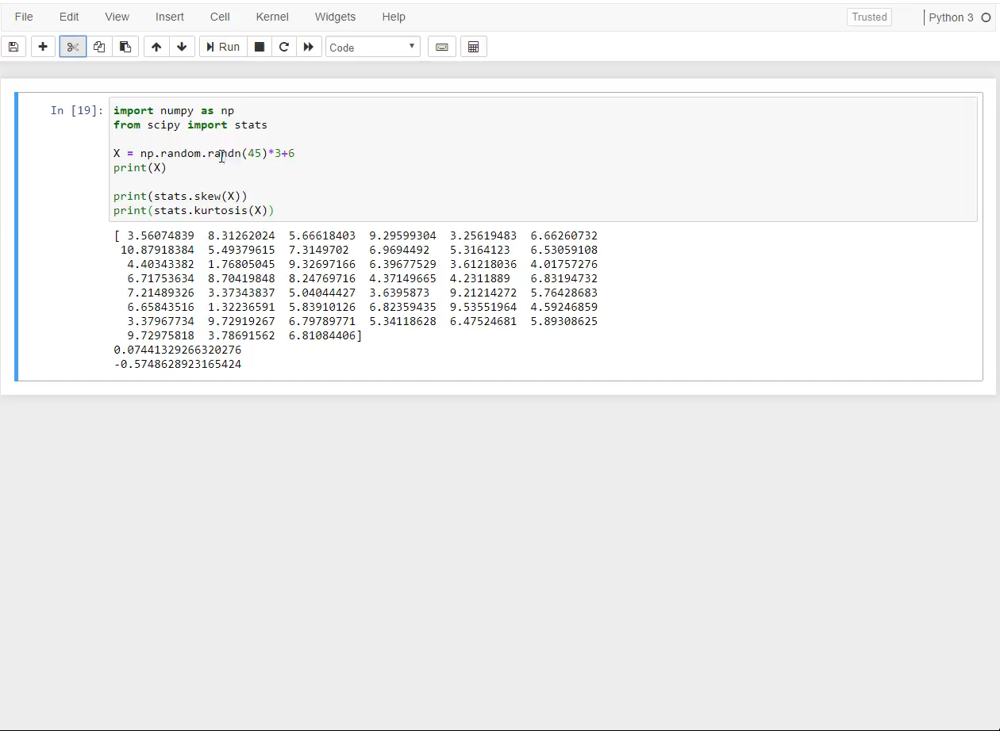 File Edit View Insert Cell Kernel Widgets Help Trusted Python 3
Run Code
In [19]: import numpy as np
from scipy import stats
X = np.random.randn(45)*3+6
print(X)
print(stats.skew(X))
print(stats.kurtosis(X))
[ 3.56074839 8.31262024 5.66618403 9.29599304 3.25619483 6.66260732
10.87918384 5.49379615 7.3149702 6.9694492 5.3164123 6.53059108
4.40343382 1.76805045 9.32697166 6.39677529 3.61218036 4.01757276
6.71753634 8.70419848 8.24769716 4.37149665 4.2311889 6.83194732
7.21489326 3.37343837 5.04044427 3.6395873 9.21214272 5.76428683
6.65843516 1.32236591 5.83910126 6.82359435 9.53551964 4.59246859
3.37967734 9.72919267 6.79789771 5.34118628 6.47524681 5.89308625
9.72975818 3.78691562 6.81084406]
0.07441329266320276
-0.5748628923165424